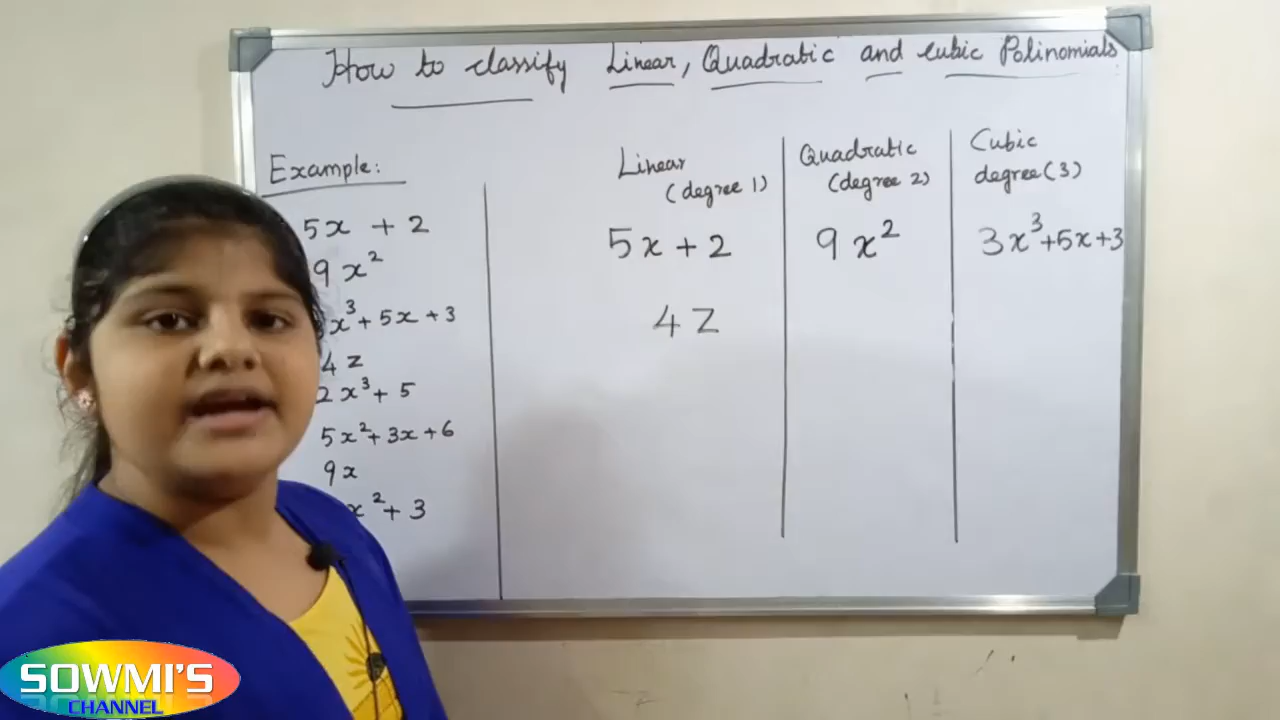 How to classify Linear, Quadratic and Cubic Polinomials
Example:
5x + 2
9x²
x³ + 5x + 3
4z
2x³ + 5
5x² + 3x + 6
9x
x² + 3
Linear
(degree 1)
5x + 2
4z
Quadratic
(degree 2)
9x²
Cubic
degree (3)
3x³+5x+3
SOWMI'S
CHANNEL